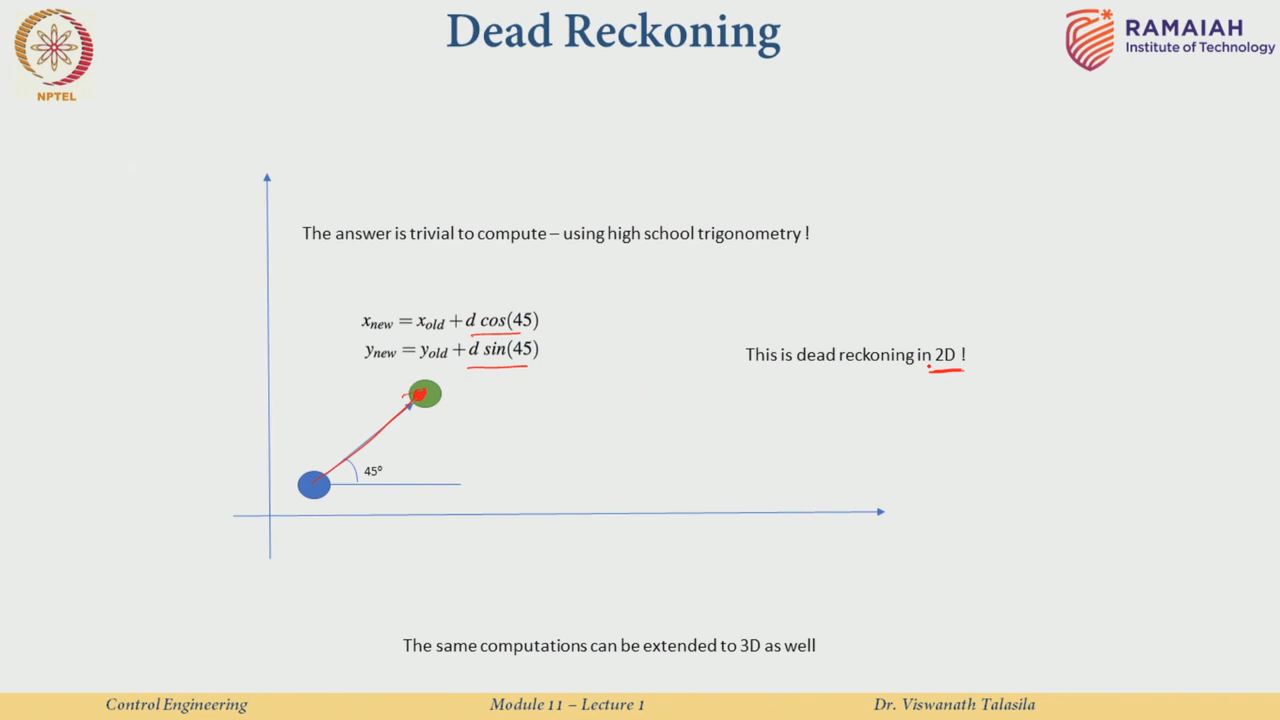 Dead Reckoning
NPTEL
RAMAIAH
Institute of Technology
The answer is trivial to compute – using high school trigonometry !
x_new = x_old + d cos(45)
y_new = y_old + d sin(45)
This is dead reckoning in 2D !
45⁰
The same computations can be extended to 3D as well
Control Engineering
Module 11 – Lecture 1
Dr. Viswanath Talasila